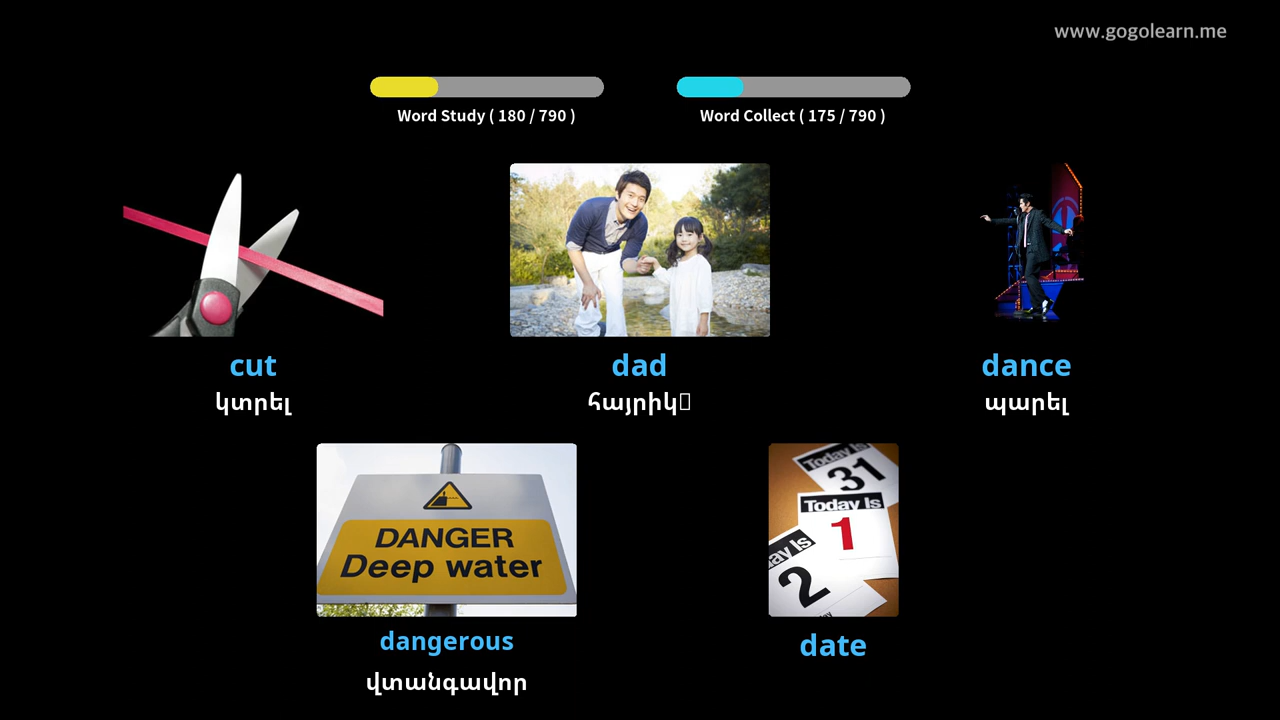 www.gogolearn.me
Word Study ( 180 / 790 )
Word Collect ( 175 / 790 )
cut
կտրել
dad
հայրիկ
dance
պարել
DANGER
Deep water
dangerous
վտանգավոր
Today Is
31
Today Is
1
ay Is
2
date